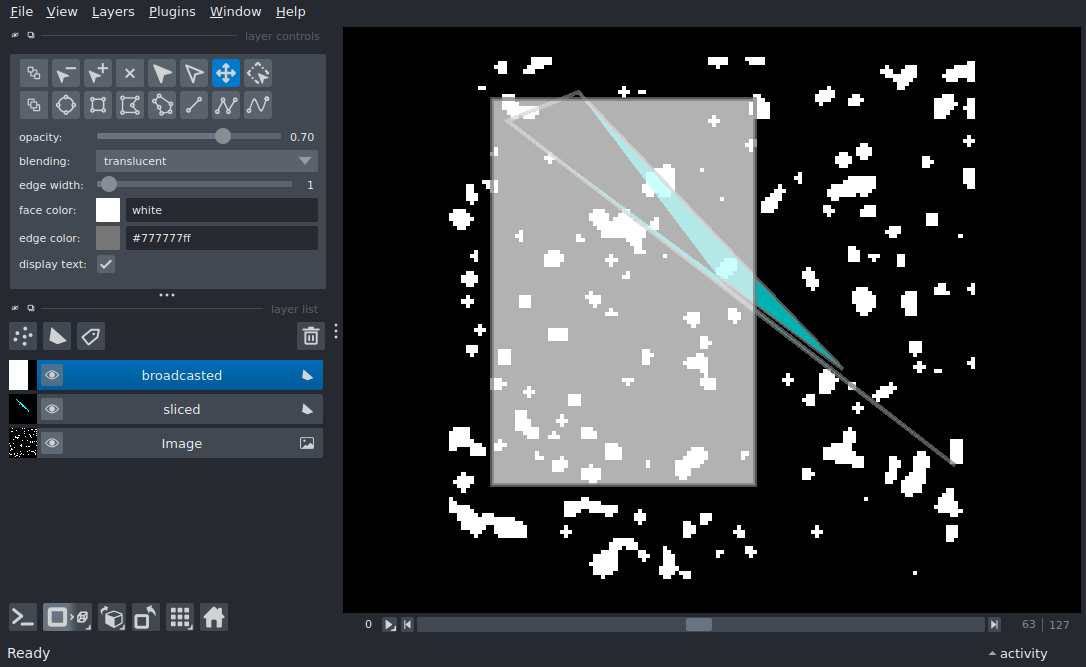 File View Layers Plugins Window Help
layer controls
opacity: 0.70
blending: translucent
edge width: 1
face color: white
edge color: #777777ff
display text:
layer list
broadcasted
sliced
Image
0 63 127
Ready activity